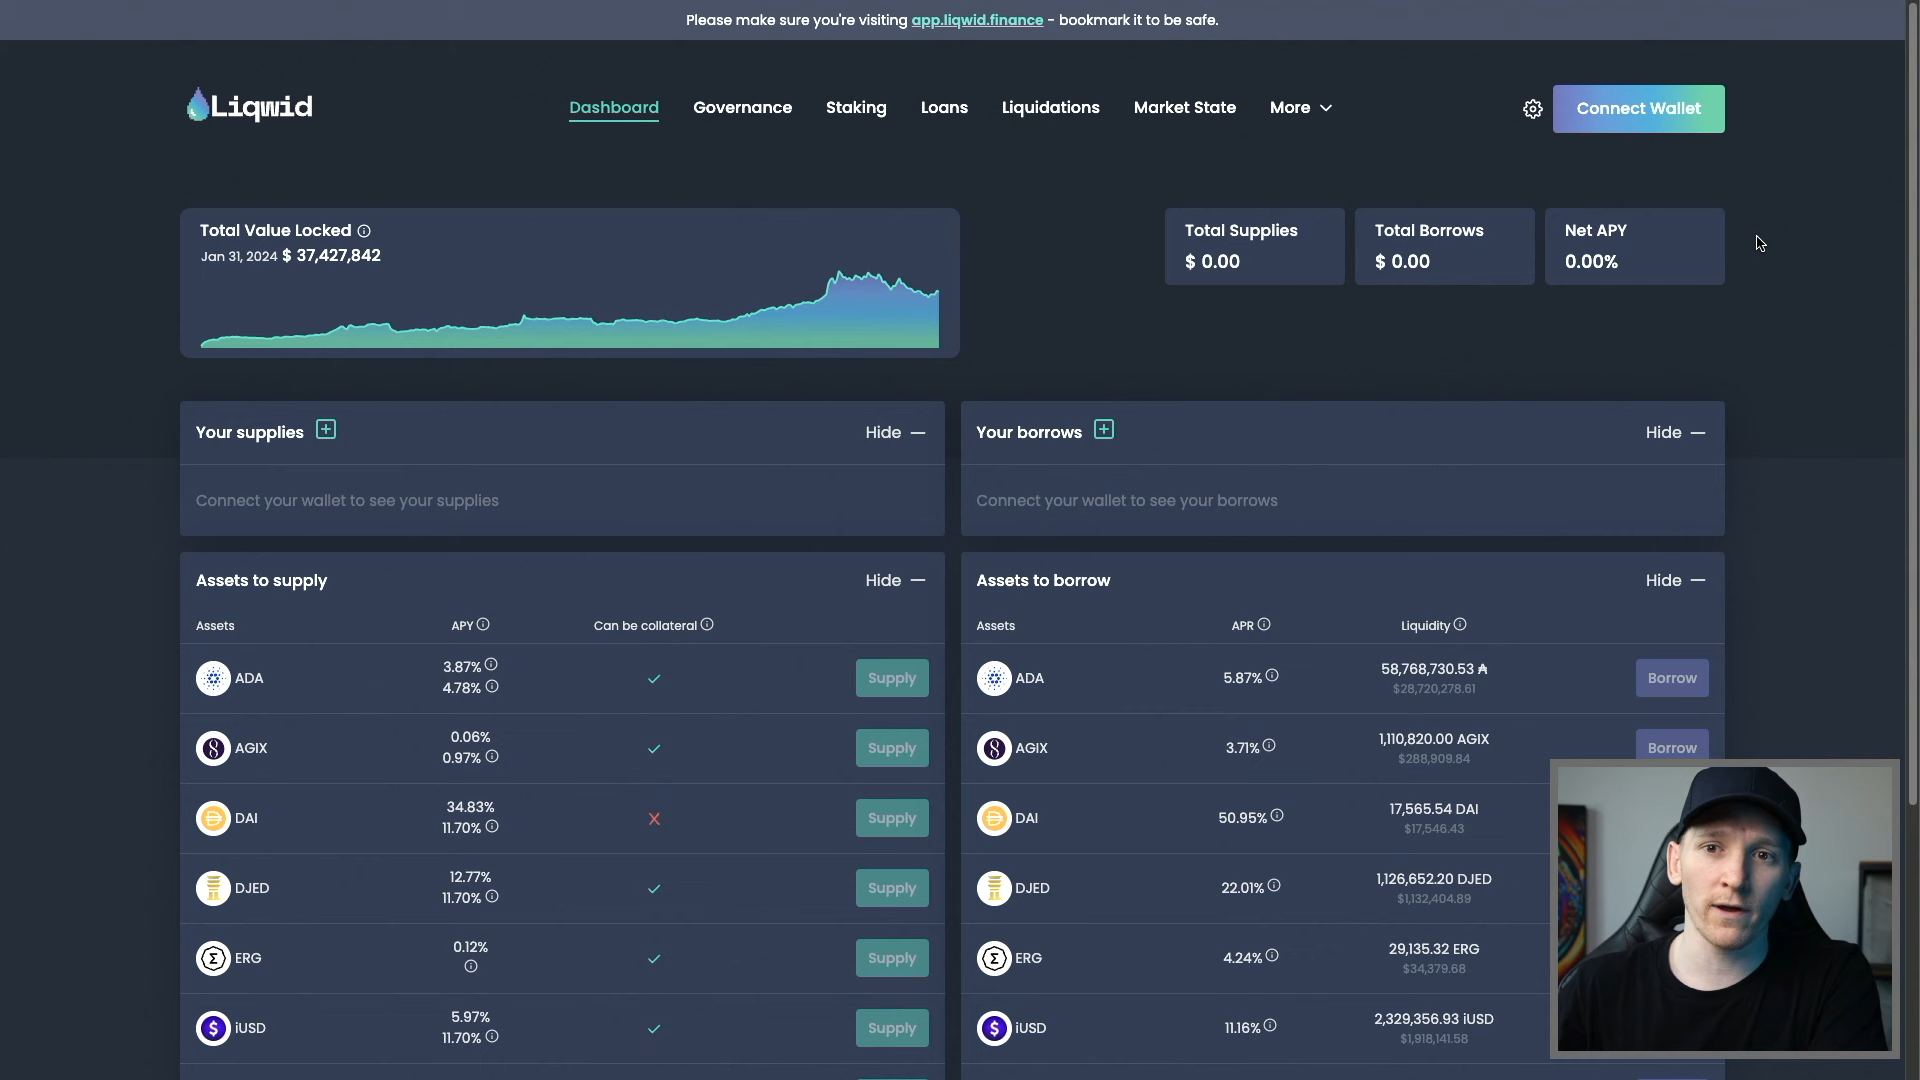 Please make sure you're visiting app.liqwid.finance - bookmark it to be safe.
Liqwid
Dashboard
Governance
Staking
Loans
Liquidations
Market State
More
Connect Wallet
Total Value Locked
Jan 31, 2024 $ 37,427,842
Total Supplies
$ 0.00
Total Borrows
$ 0.00
Net APY
0.00%
Your supplies
Hide
Connect your wallet to see your supplies
Your borrows
Hide
Connect your wallet to see your borrows
Assets to supply
Hide
Assets
APY
Can be collateral
ADA
3.87%
4.78%
Supply
AGIX
0.06%
0.97%
Supply
DAI
34.83%
11.70%
Supply
DJED
12.77%
11.70%
Supply
ERG
0.12%
Supply
iUSD
5.97%
11.70%
Supply
Assets to borrow
Hide
Assets
APR
Liquidity
ADA
5.87%
58,768,730.53 ₳
$28,720,278.61
Borrow
AGIX
3.71%
1,110,820.00 AGIX
$288,909.84
Borrow
DAI
50.95%
17,565.54 DAI
$17,546.43
DJED
22.01%
1,126,652.20 DJED
$1,132,404.89
ERG
4.24%
29,135.32 ERG
$34,379.68
iUSD
11.16%
2,329,356.93 iUSD
$1,918,141.58